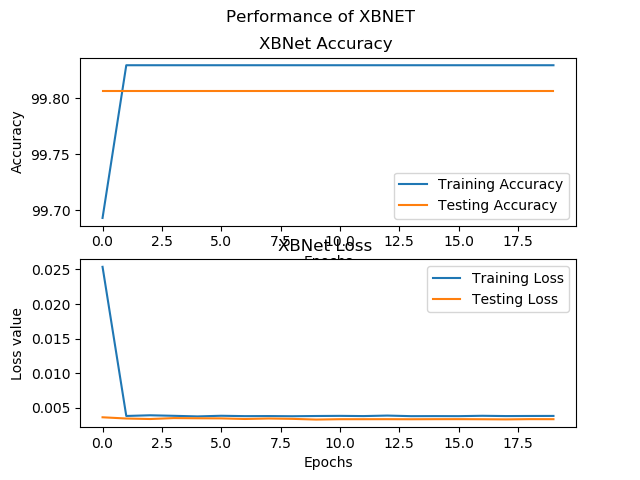 Performance of XBNET
XBNet Accuracy
Accuracy
99.80
99.75
99.70
Training Accuracy
Testing Accuracy
0.0 2.5 5.0 7.5 10.0 12.5 15.0 17.5
Epochs
XBNet Loss
Loss value
0.025
0.020
0.015
0.010
0.005
Training Loss
Testing Loss
0.0 2.5 5.0 7.5 10.0 12.5 15.0 17.5
Epochs